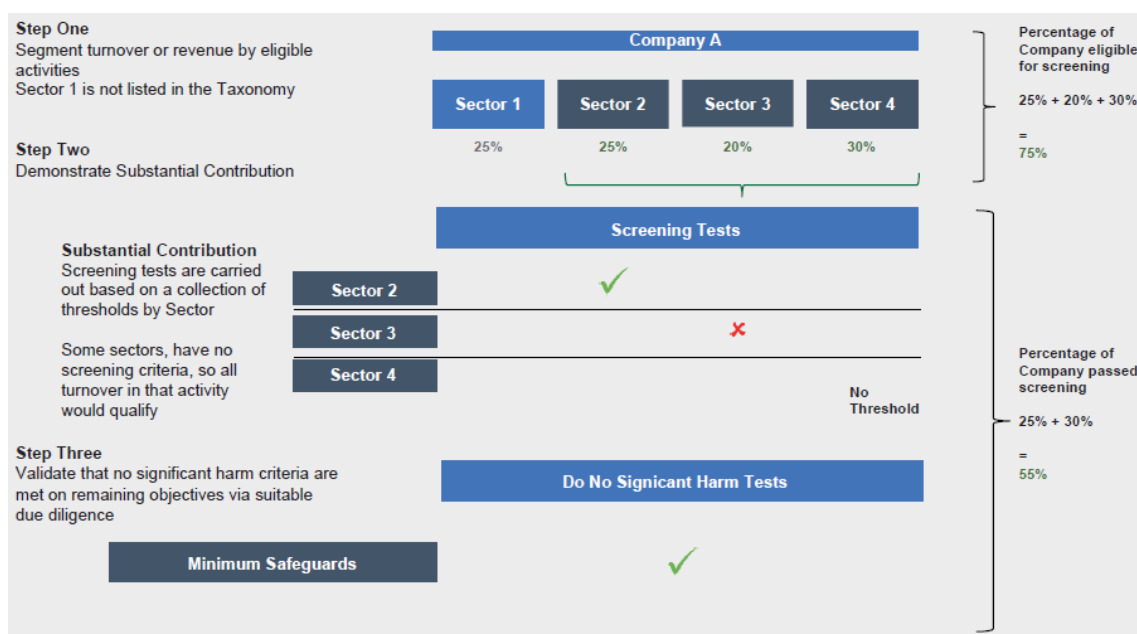 Step One
Segment turnover or revenue by eligible
activities
Sector 1 is not listed in the Taxonomy
Company A
Sector 1
Sector 2
Sector 3
Sector 4
25%
25%
20%
30%
Percentage of
Company eligible
for screening
25% + 20% + 30%
=
75%
Step Two
Demonstrate Substantial Contribution
Screening Tests
Substantial Contribution
Screening tests are carried
out based on a collection of
thresholds by Sector
Some sectors, have no
screening criteria, so all
turnover in that activity
would qualify
Sector 2
Sector 3
Sector 4
No
Threshold
Percentage of
Company passed
screening
25% + 30%
=
55%
Step Three
Validate that no significant harm criteria are
met on remaining objectives via suitable
due diligence
Do No Signicant Harm Tests
Minimum Safeguards